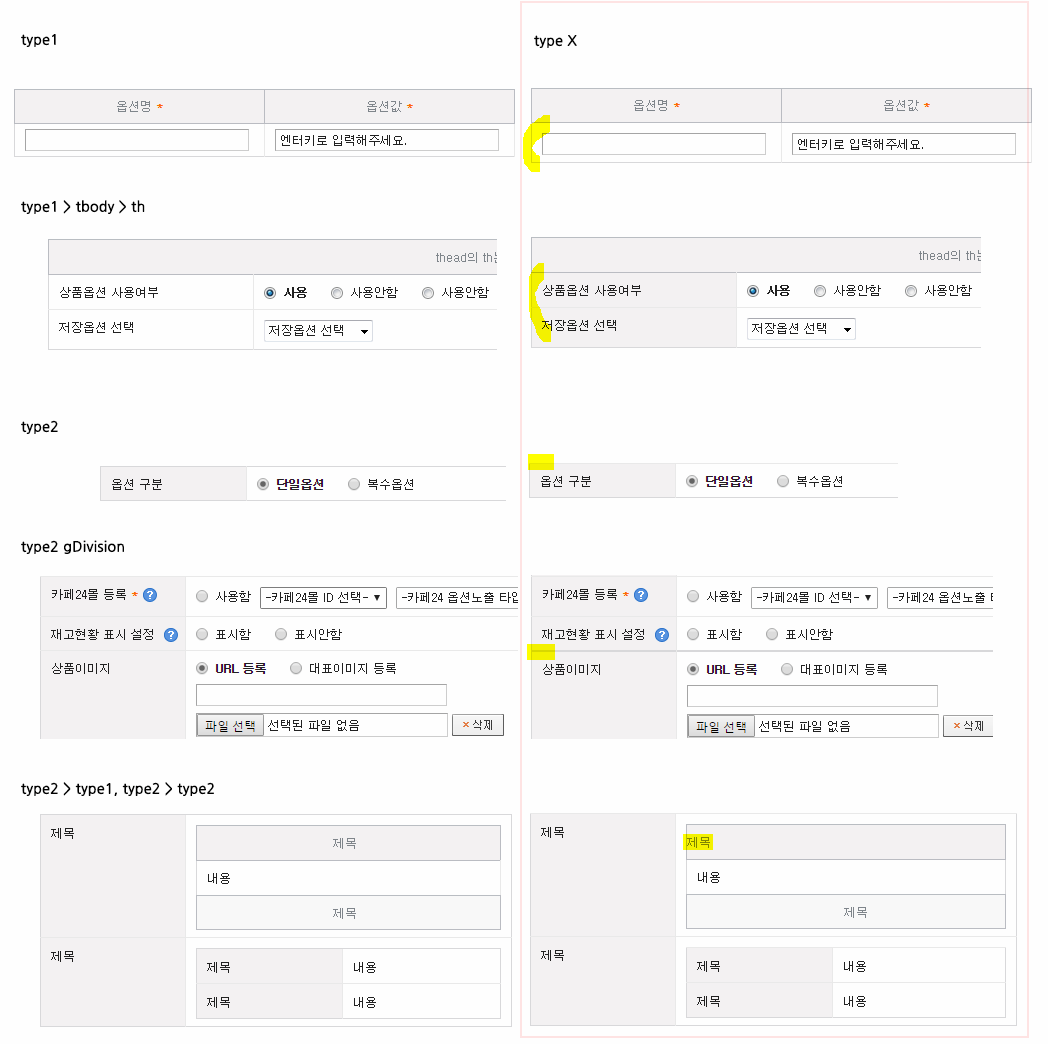 type1
type X
옵션명 * 옵션값 *
엔터키로 입력해주세요.
옵션명 * 옵션값 *
엔터키로 입력해주세요.
type1 > tbody > th
thead의 th는
상품옵션 사용여부 사용 사용안함 사용안함
저장옵션 선택 저장옵션 선택
thead의 th는
상품옵션 사용여부 사용 사용안함 사용안함
저장옵션 선택 저장옵션 선택
type2
옵션 구분 단일옵션 복수옵션
옵션 구분 단일옵션 복수옵션
type2 gDivision
카페24몰 등록 * ? 사용함 -카페24몰 ID 선택- -카페24 옵션노출 타입
재고현황 표시 설정 ? 표시함 표시안함
상품이미지 URL 등록 대표이미지 등록
파일 선택 선택된 파일 없음 × 삭제
카페24몰 등록 * ? 사용함 -카페24몰 ID 선택- -카페24 옵션노출 E
재고현황 표시 설정 ? 표시함 표시안함
상품이미지 URL 등록 대표이미지 등록
파일 선택 선택된 파일 없음 × 삭제
type2 > type1, type2 > type2
제목 제목
내용
제목
제목 제목 내용
제목 내용
제목 제목
내용
제목
제목 제목 내용
제목 내용